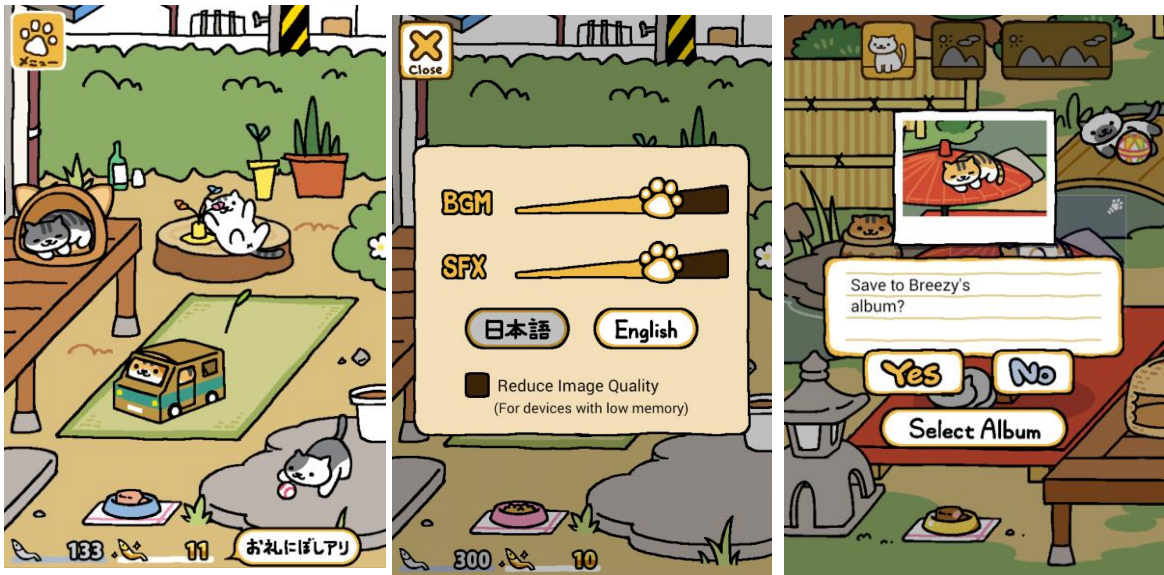 メニュー
133
11
お礼にぼしアリ
Close
BGM
SFX
日本語
English
Reduce Image Quality
(For devices with low memory)
300
10
Save to Breezy's
album?
Yes
No
Select Album